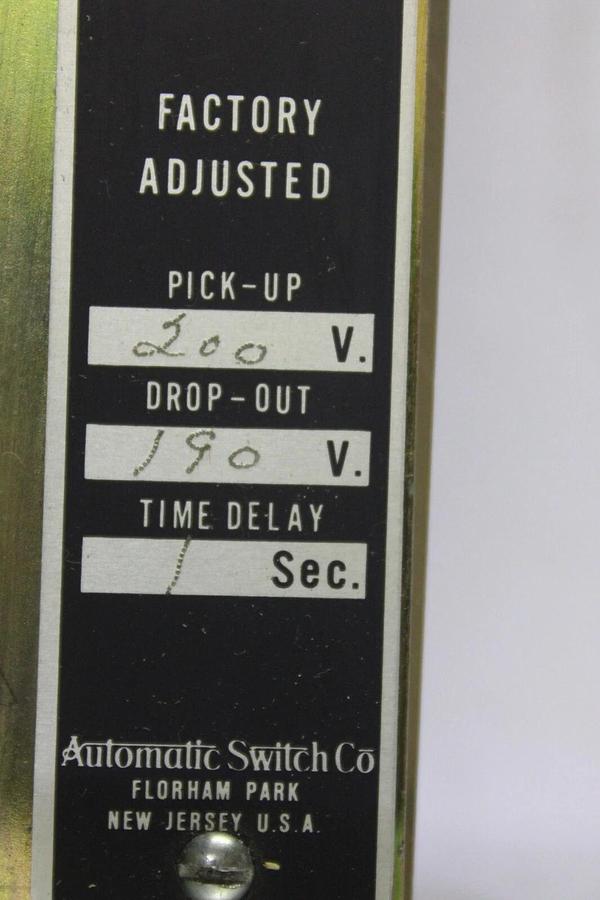 FACTORY
ADJUSTED
PICK-UP
200 V.
DROP-OUT
190 V.
TIME DELAY
1 Sec.
Automatic Switch Co
FLORHAM PARK
NEW JERSEY U.S.A.